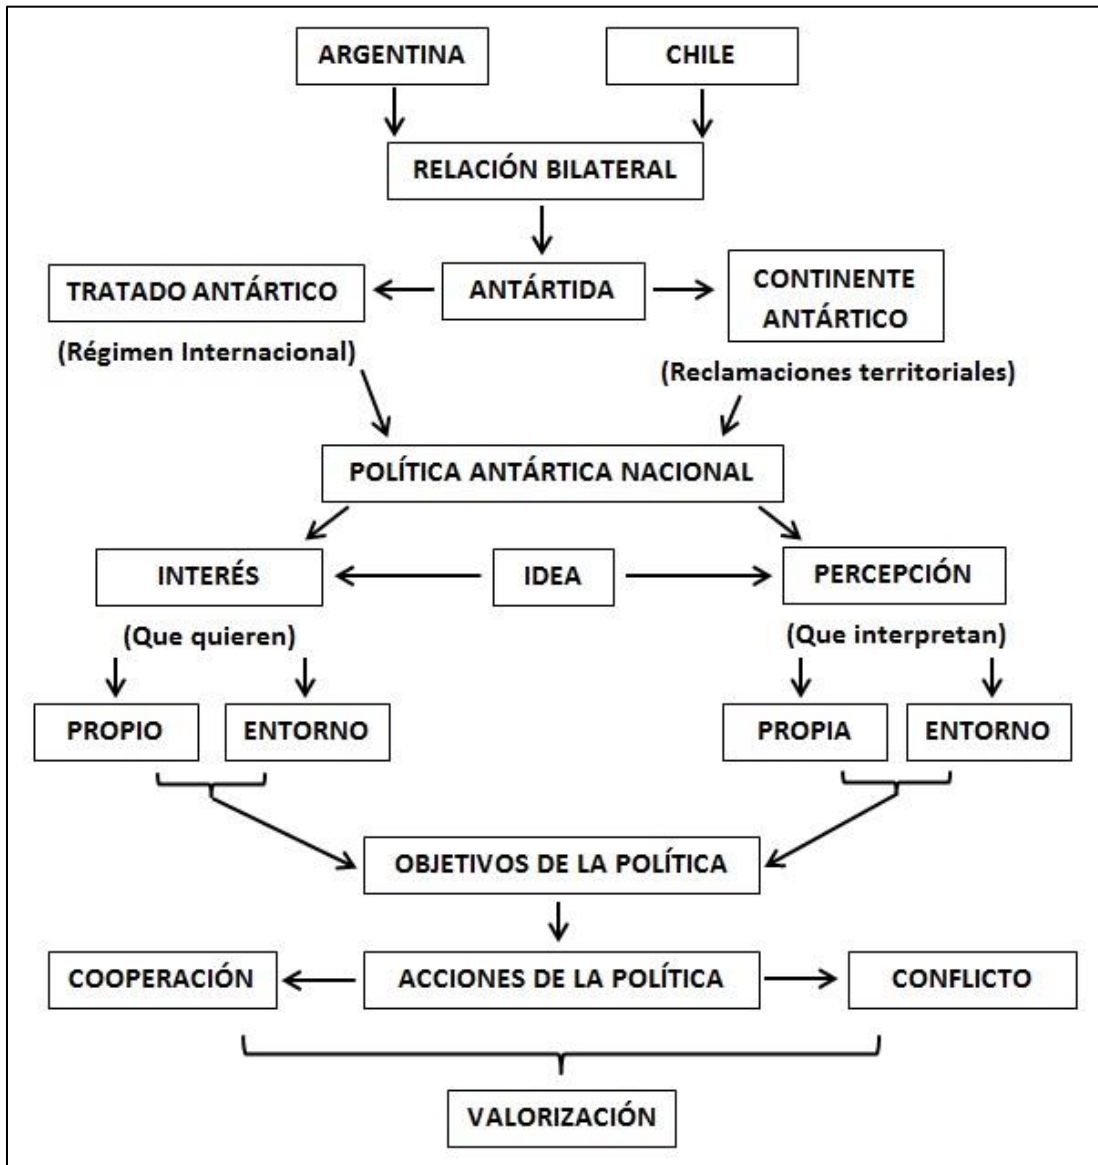 ARGENTINA
CHILE
RELACIÓN BILATERAL
TRATADO ANTÁRTICO
ANTÁRTIDA
CONTINENTE
ANTÁRTICO
(Régimen Internacional)
(Reclamaciones territoriales)
POLÍTICA ANTÁRTICA NACIONAL
INTERÉS
IDEA
PERCEPCIÓN
(Que quieren)
(Que interpretan)
PROPIO
ENTORNO
PROPIA
ENTORNO
OBJETIVOS DE LA POLÍTICA
COOPERACIÓN
ACCIONES DE LA POLÍTICA
CONFLICTO
VALORIZACIÓN